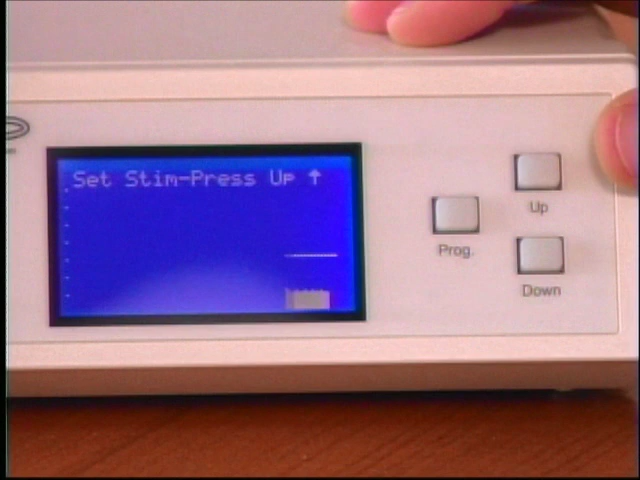 Set Stim-Press Up ↑
Up
Prog.
Down